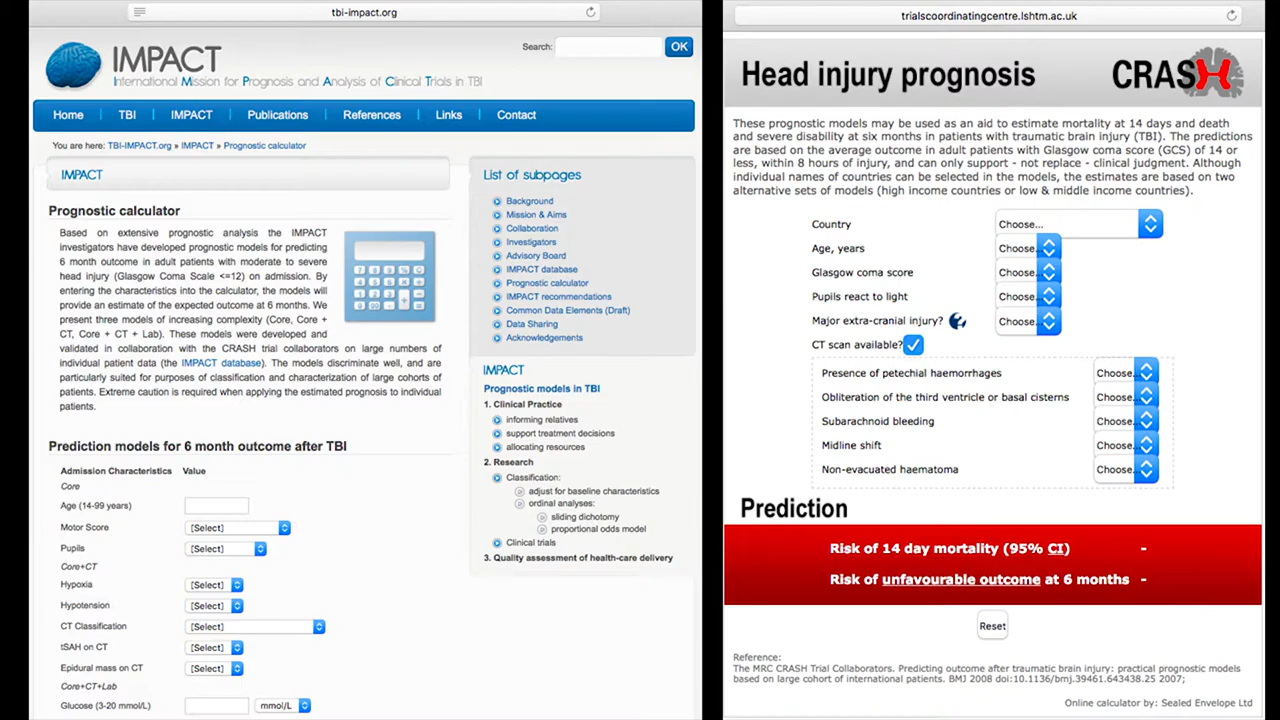 tbi-impact.org
IMPACT
International Mission for Prognosis and Analysis of Clinical Trials in TBI
Search: OK
Home TBI IMPACT Publications References Links Contact
You are here: TBI-IMPACT.org » IMPACT » Prognostic calculator
IMPACT
Prognostic calculator
Based on extensive prognostic analysis the IMPACT
investigators have developed prognostic models for predicting
6 month outcome in adult patients with moderate to severe
head injury (Glasgow Coma Scale <=12) on admission. By
entering the characteristics into the calculator, the models will
provide an estimate of the expected outcome at 6 months. We
present three models of increasing complexity (Core, Core +
CT, Core + CT + Lab). These models were developed and
validated in collaboration with the CRASH trial collaborators on large numbers of
individual patient data (the IMPACT database). The models discriminate well, and are
particularly suited for purposes of classification and characterization of large cohorts of
patients. Extreme caution is required when applying the estimated prognosis to individual
patients.
Prediction models for 6 month outcome after TBI
Admission Characteristics Value
Core
Age (14-99 years)
Motor Score [Select]
Pupils [Select]
Core+CT
Hypoxia [Select]
Hypotension [Select]
CT Classification [Select]
tSAH on CT [Select]
Epidural mass on CT [Select]
Core+CT+Lab
Glucose (3-20 mmol/L) mmol/L
List of subpages
Background
Mission & Aims
Collaboration
Investigators
Advisory Board
IMPACT database
Prognostic calculator
IMPACT recommendations
Common Data Elements (Draft)
Data Sharing
Acknowledgements
IMPACT
Prognostic models in TBI
1. Clinical Practice
informing relatives
support treatment decisions
allocating resources
2. Research
Classification:
adjust for baseline characteristics
ordinal analyses:
sliding dichotomy
proportional odds model
Clinical trials
3. Quality assessment of health-care delivery
trialscoordinatingcentre.lshtm.ac.uk
Head injury prognosis CRASH
These prognostic models may be used as an aid to estimate mortality at 14 days and death
and severe disability at six months in patients with traumatic brain injury (TBI). The predictions
are based on the average outcome in adult patients with Glasgow coma score (GCS) of 14 or
less, within 8 hours of injury, and can only support - not replace - clinical judgment. Although
individual names of countries can be selected in the models, the estimates are based on two
alternative sets of models (high income countries or low & middle income countries).
Country Choose...
Age, years Choose...
Glasgow coma score Choose...
Pupils react to light Choose...
Major extra-cranial injury? Choose...
CT scan available?
Presence of petechial haemorrhages Choose...
Obliteration of the third ventricle or basal cisterns Choose...
Subarachnoid bleeding Choose...
Midline shift Choose...
Non-evacuated haematoma Choose...
Prediction
Risk of 14 day mortality (95% CI) -
Risk of unfavourable outcome at 6 months -
Reset
Reference:
The MRC CRASH Trial Collaborators. Predicting outcome after traumatic brain injury: practical prognostic models
based on large cohort of international patients. BMJ 2008 doi:10.1136/bmj.39461.643438.25 2007;
Online calculator by: Sealed Envelope Ltd